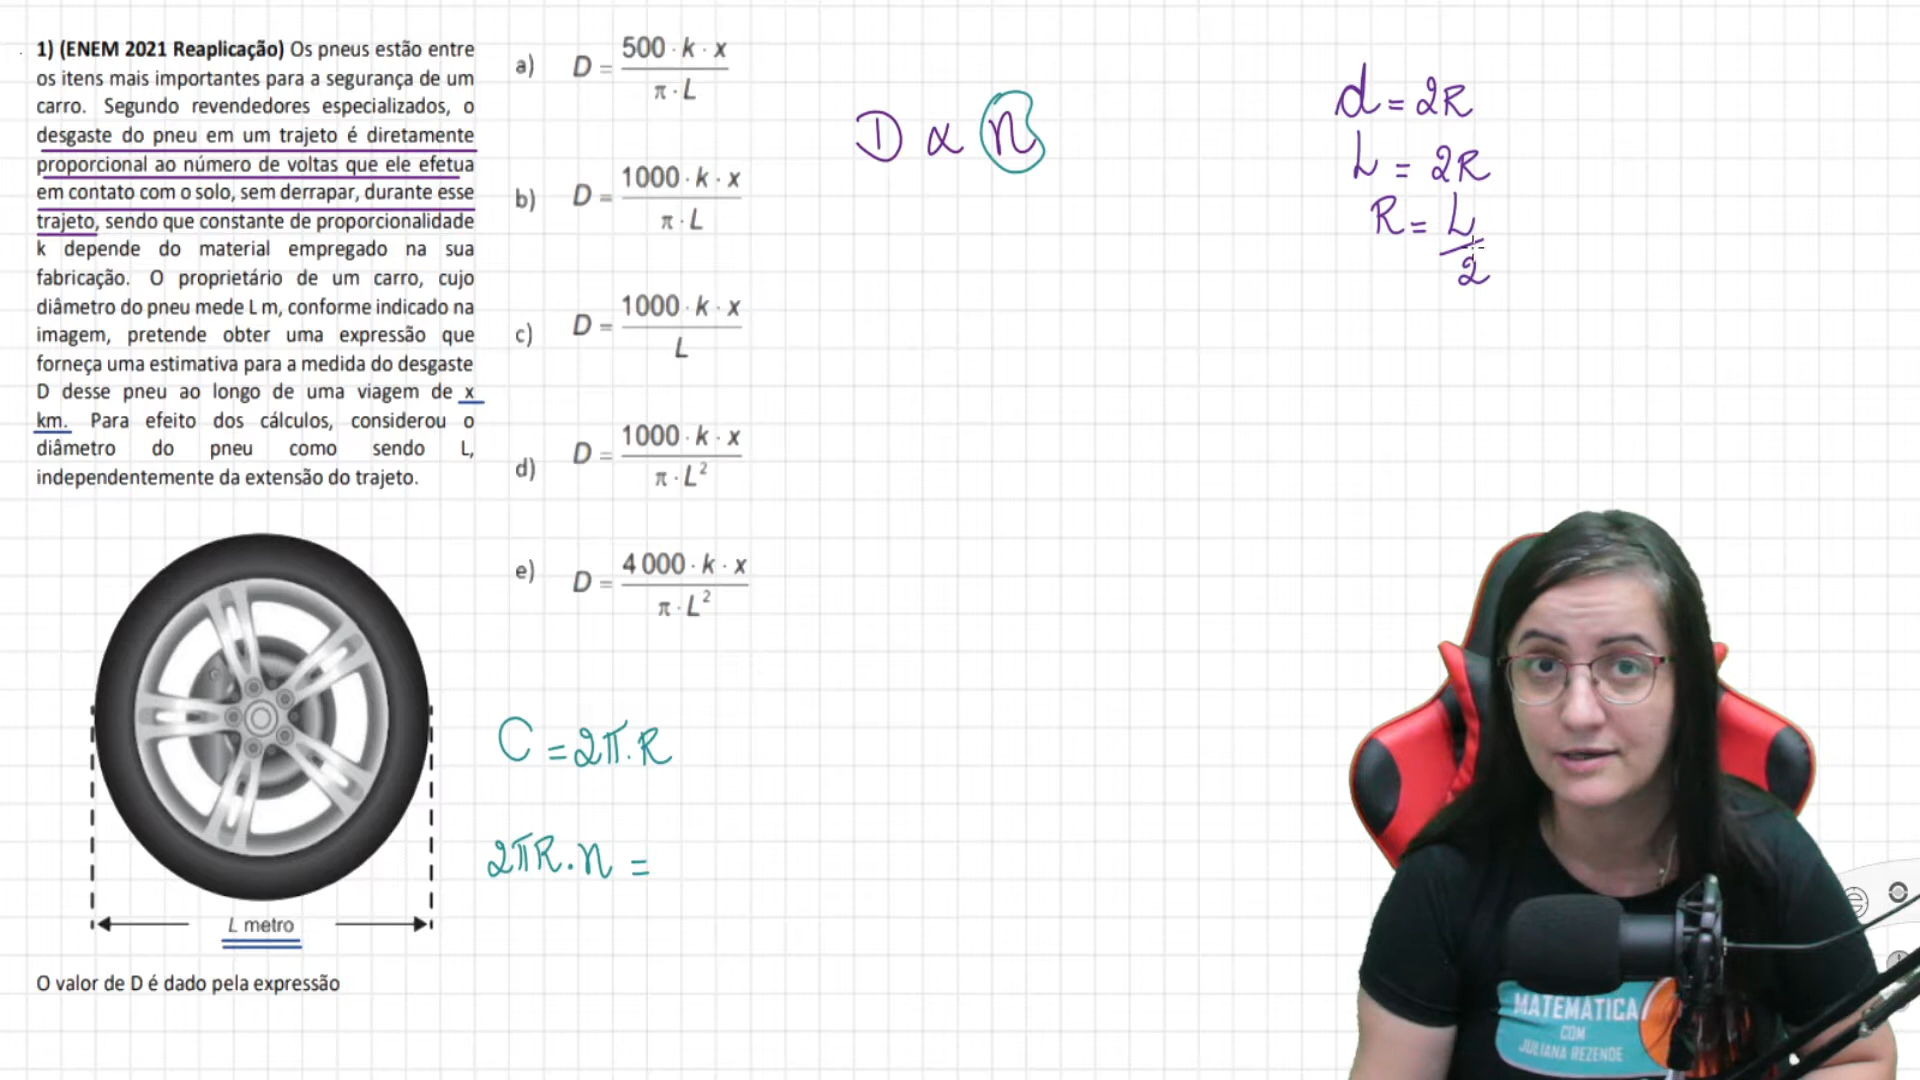 1) (ENEM 2021 Reaplicação) Os pneus estão entre
os itens mais importantes para a segurança de um
carro. Segundo revendedores especializados, o
desgaste do pneu em um trajeto é diretamente
proporcional ao número de voltas que ele efetua
em contato com o solo, sem derrapar, durante esse
trajeto, sendo que constante de proporcionalidade
k depende do material empregado na sua
fabricação. O proprietário de um carro, cujo
diâmetro do pneu mede L m, conforme indicado na
imagem, pretende obter uma expressão que
forneça uma estimativa para a medida do desgaste
D desse pneu ao longo de uma viagem de x
km. Para efeito dos cálculos, considerou o
diâmetro do pneu como sendo L,
independentemente da extensão do trajeto.
L metro
O valor de D é dado pela expressão
a) D = 500 · k · x / π · L
b) D = 1000 · k · x / π · L
c) D = 1000 · k · x / L
d) D = 1000 · k · x / π · L²
e) D = 4 000 · k · x / π · L²
C = 2π.R
2πR.n =
D ∝ n
d = 2R
L = 2R
R = L / 2
MATEMÁTICA
COM
JULIANA REZENDE